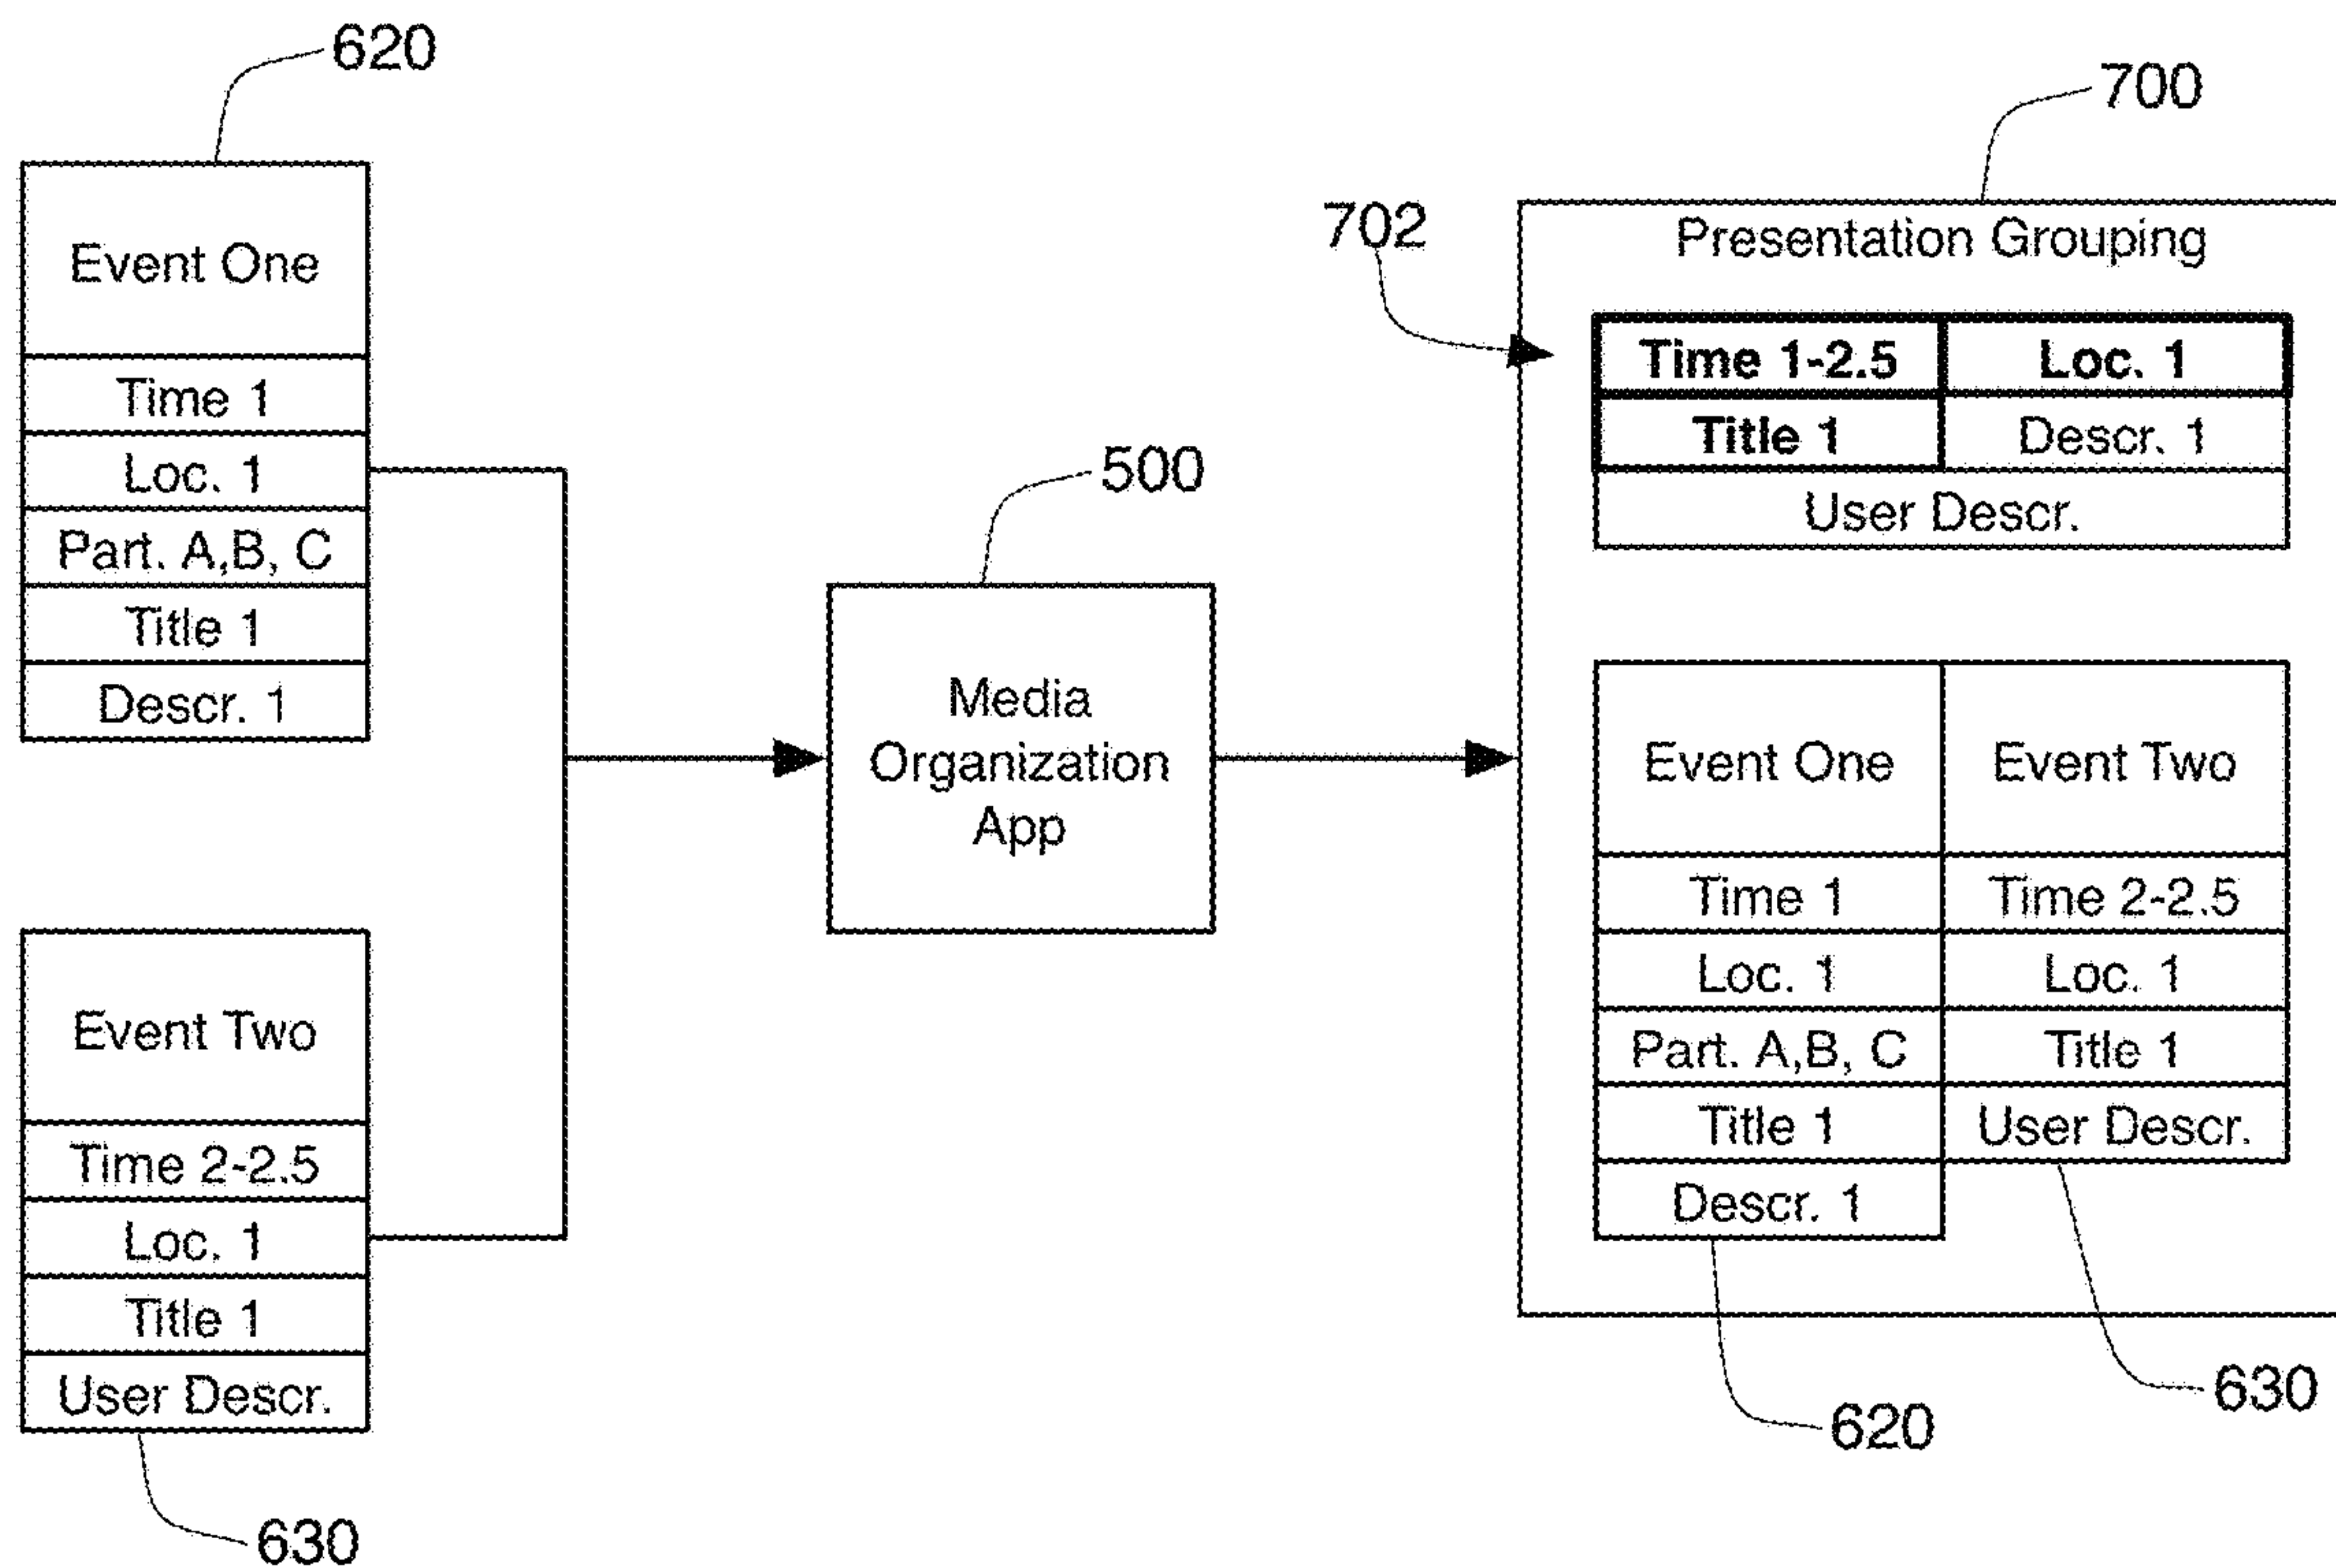 620
Event One
Time 1
Loc. 1
Part. A,B, C
Title 1
Descr. 1
Event Two
Time 2-2.5
Loc. 1
Title 1
User Descr.
630
500
Media
Organization
App
700
702
Presentation Grouping
Time 1-2.5 Loc. 1
Title 1 Descr. 1
User Descr.
Event One Event Two
Time 1 Time 2-2.5
Loc. 1 Loc. 1
Part. A,B, C Title 1
Title 1 User Descr.
Descr. 1
630
620